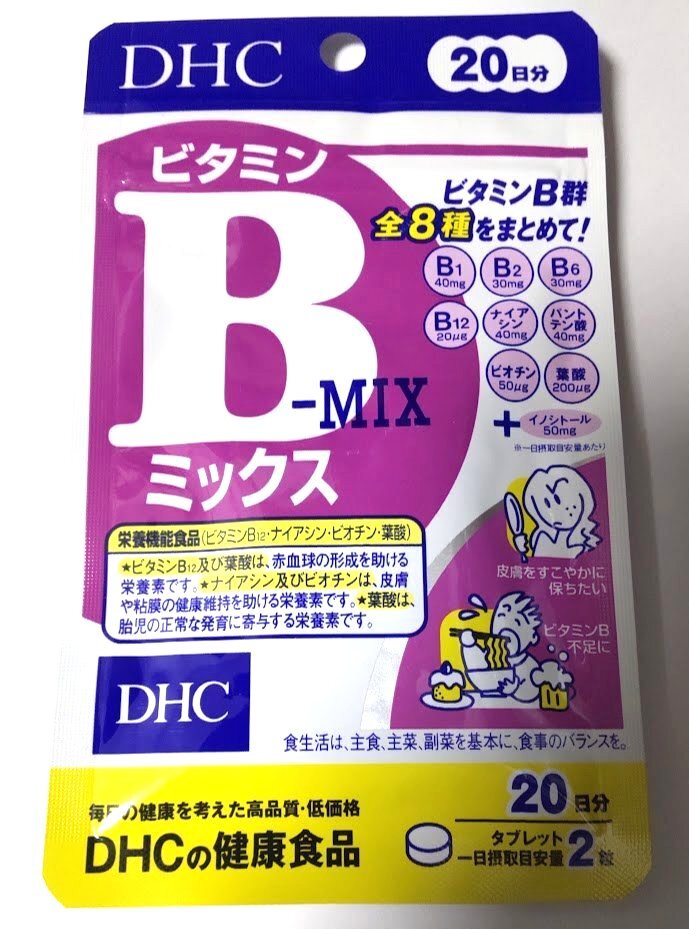 DHC
20日分
ビタミン
B
-MIX
ミックス
ビタミンB群
全8種をまとめて!
B1
40mg
B2
30mg
B6
30mg
B12
20μg
ナイア
シン
40mg
パント
テン酸
40mg
ビオチン
50μg
葉酸
200μg
+
イノシトール
50mg
※一日摂取目安量あたり
栄養機能食品(ビタミンB12・ナイアシン・ビオチン・葉酸)
★ビタミンB12及び葉酸は、赤血球の形成を助ける
栄養素です。★ナイアシン及びビオチンは、皮膚
や粘膜の健康維持を助ける栄養素です。★葉酸は、
胎児の正常な発育に寄与する栄養素です。
皮膚をすこやかに
保ちたい
ビタミンB
不足に
DHC
食生活は、主食、主菜、副菜を基本に、食事のバランスを。
毎日の健康を考えた高品質・低価格
DHCの健康食品
20日分
タブレット
一日摂取目安量2粒